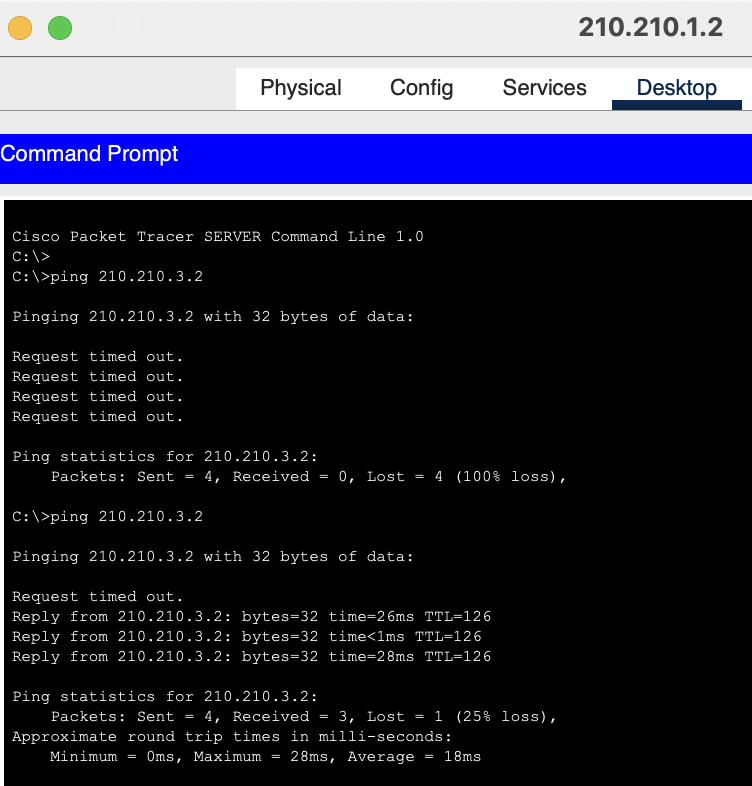 210.210.1.2
Physical Config Services Desktop
Command Prompt
Cisco Packet Tracer SERVER Command Line 1.0
C:\>
C:\>ping 210.210.3.2
Pinging 210.210.3.2 with 32 bytes of data:
Request timed out.
Request timed out.
Request timed out.
Request timed out.
Ping statistics for 210.210.3.2:
Packets: Sent = 4, Received = 0, Lost = 4 (100% loss),
C:\>ping 210.210.3.2
Pinging 210.210.3.2 with 32 bytes of data:
Request timed out.
Reply from 210.210.3.2: bytes=32 time=26ms TTL=126
Reply from 210.210.3.2: bytes=32 time<1ms TTL=126
Reply from 210.210.3.2: bytes=32 time=28ms TTL=126
Ping statistics for 210.210.3.2:
Packets: Sent = 4, Received = 3, Lost = 1 (25% loss),
Approximate round trip times in milli-seconds:
Minimum = 0ms, Maximum = 28ms, Average = 18ms